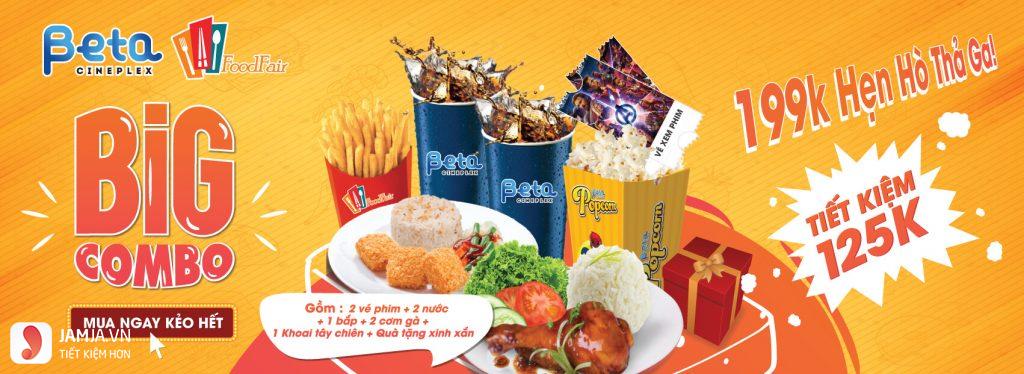 Beta
CINEPLEX
FoodFair
BiG
COMBO
MUA NGAY KẺO HẾT
JAMJA.VN
TIẾT KIỆM HƠN
FoodFair
Beta
CINEPLEX
Beta
CINEPLEX
VÉ XEM PHIM
Popcorn
Popcorn
Gồm : 2 vé phim + 2 nước
+ 1 bắp + 2 cơm gà +
1 Khoai tây chiên + Quà tặng xinh xắn
199k Hẹn Hò Thả Ga!
TIẾT KIỆM
125K